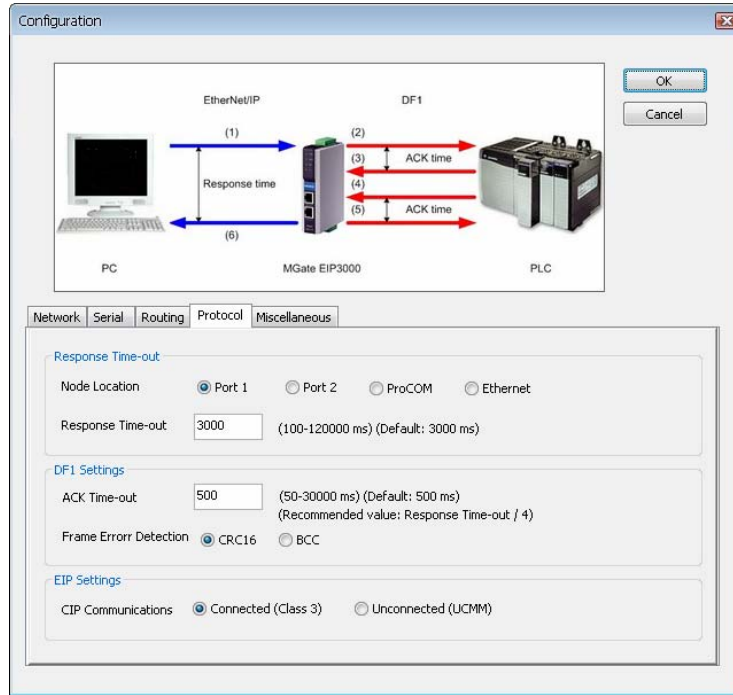 Configuration
OK
Cancel
EtherNet/IP DF1
(1) (2)
(3) ACK time
Response time (4)
(5) ACK time
(6)
PC MGate EIP3000 PLC
Network Serial Routing Protocol Miscellaneous
Response Time-out
Node Location Port 1 Port 2 ProCOM Ethernet
Response Time-out 3000 (100-120000 ms) (Default: 3000 ms)
DF1 Settings
ACK Time-out 500 (50-30000 ms) (Default: 500 ms)
(Recommended value: Response Time-out / 4)
Frame Errorr Detection CRC16 BCC
EIP Settings
CIP Communications Connected (Class 3) Unconnected (UCMM)